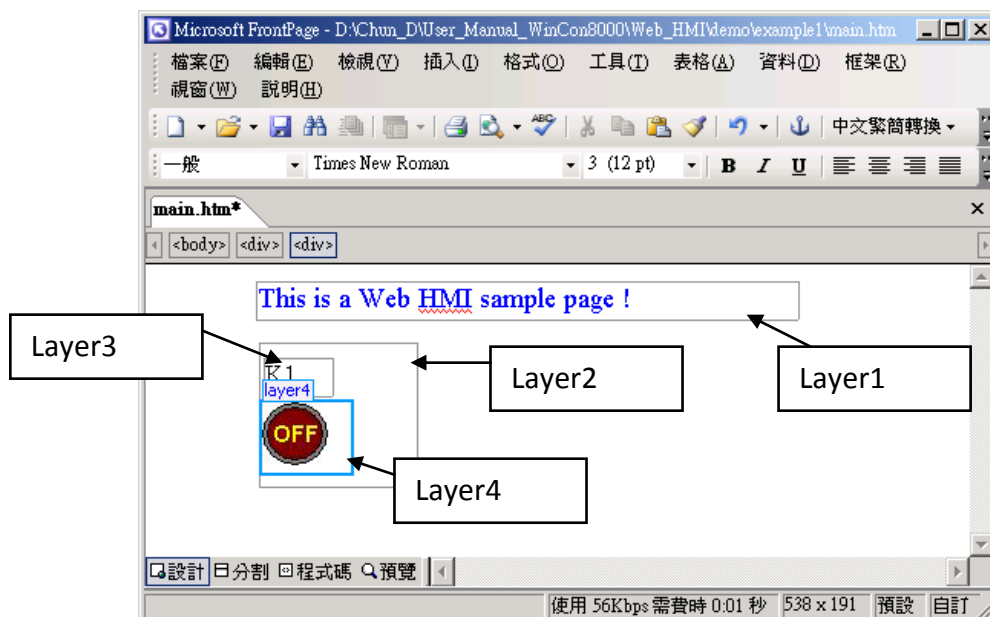 Microsoft FrontPage - D:\Chun_D\User_Manual_WinCon8000\Web_HMI\demo\example1\main.htm
檔案(F) 編輯(E) 檢視(V) 插入(I) 格式(O) 工具(T) 表格(A) 資料(D) 框架(R)
視窗(W) 說明(H)
ABC 中文繁簡轉換
一般 Times New Roman 3 (12 pt) B I U
main.htm*
<body> <div> <div>
This is a Web HMI sample page !
Layer3
Layer2
Layer1
K1
layer4
OFF
Layer4
設計 分割 程式碼 預覽
使用 56Kbps 需費時 0:01 秒 538 x 191 預設 自訂